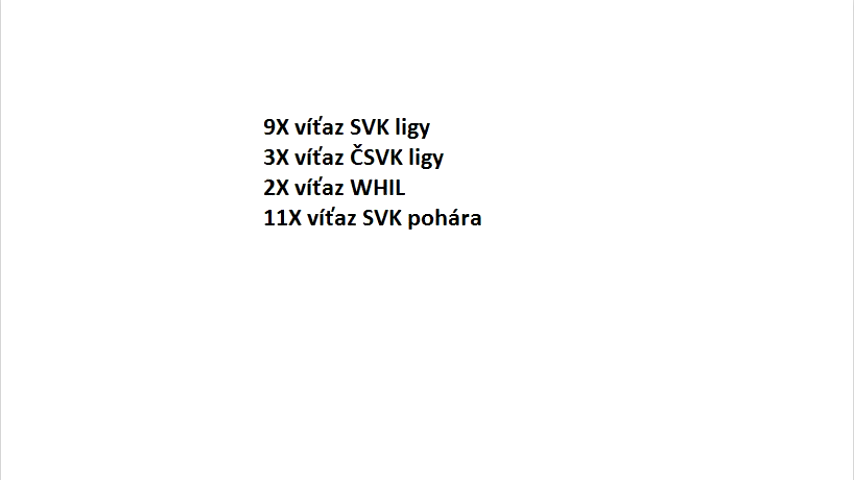 9X víťaz SVK ligy
3X víťaz ČSVK ligy
2X víťaz WHIL
11X víťaz SVK pohára